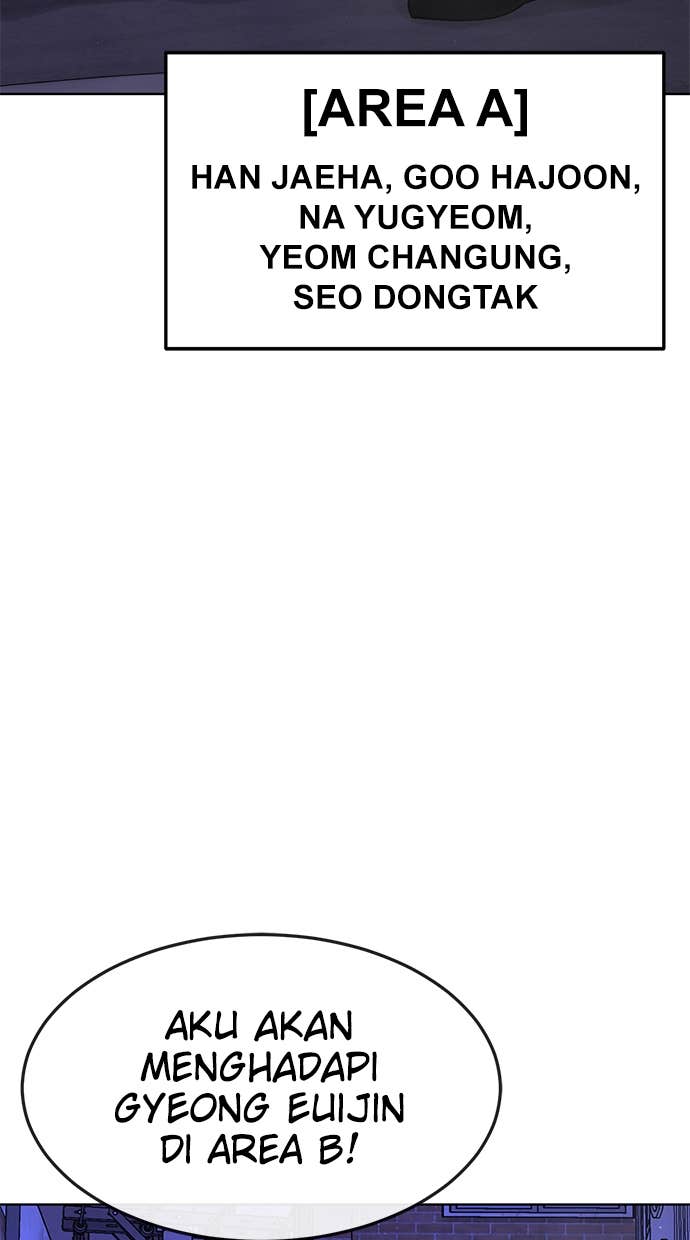 [AREA A]
HAN JAEHA, GOO HAJOON,
NA YUGYEOM,
YEOM CHANGUNG,
SEO DONGTAK
AKU AKAN
MENGHADAPI
GYEONG EUIJIN
DI AREA B!